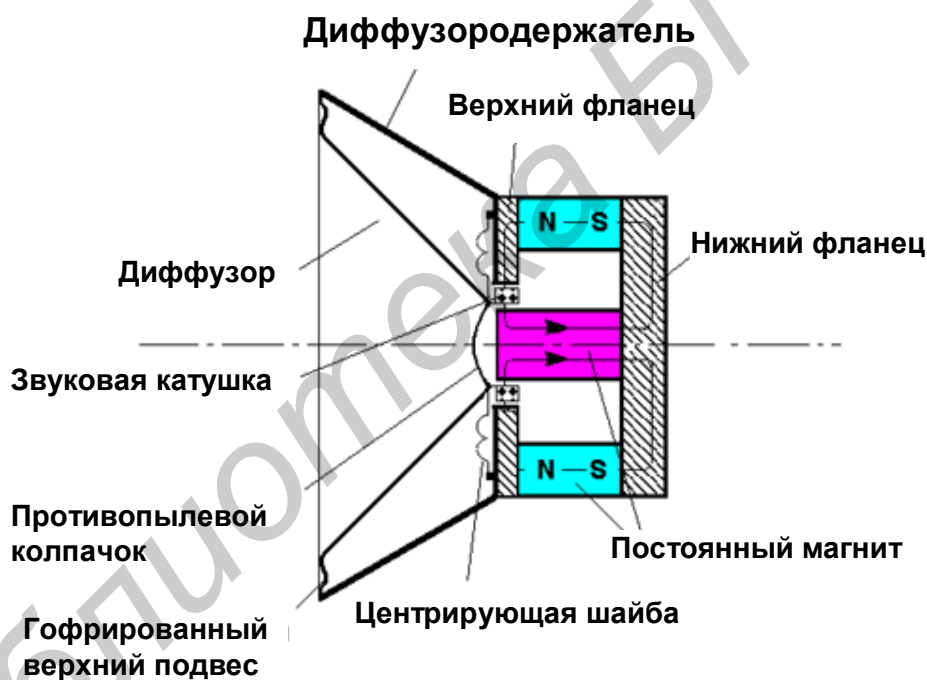 Диффузородержатель
Верхний фланец
N S
Нижний фланец
Диффузор
Звуковая катушка
N S
Противопылевой
колпачок
Постоянный магнит
Центрирующая шайба
Гофрированный
верхний подвес